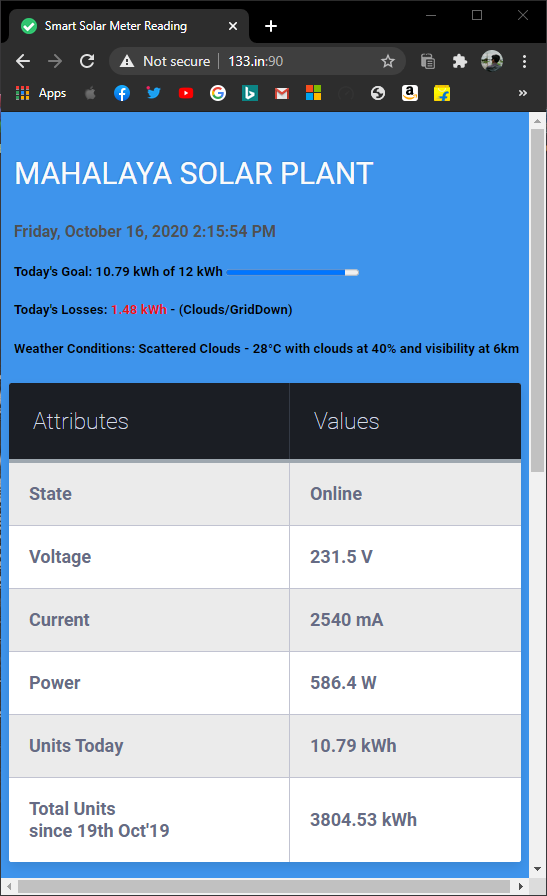 Smart Solar Meter Reading
Not secure | 133.in:90
Apps
MAHALAYA SOLAR PLANT
Friday, October 16, 2020 2:15:54 PM
Today's Goal: 10.79 kWh of 12 kWh
Today's Losses: 1.48 kWh - (Clouds/GridDown)
Weather Conditions: Scattered Clouds - 28°C with clouds at 40% and visibility at 6km
Attributes Values
State Online
Voltage 231.5 V
Current 2540 mA
Power 586.4 W
Units Today 10.79 kWh
Total Units
since 19th Oct'19 3804.53 kWh